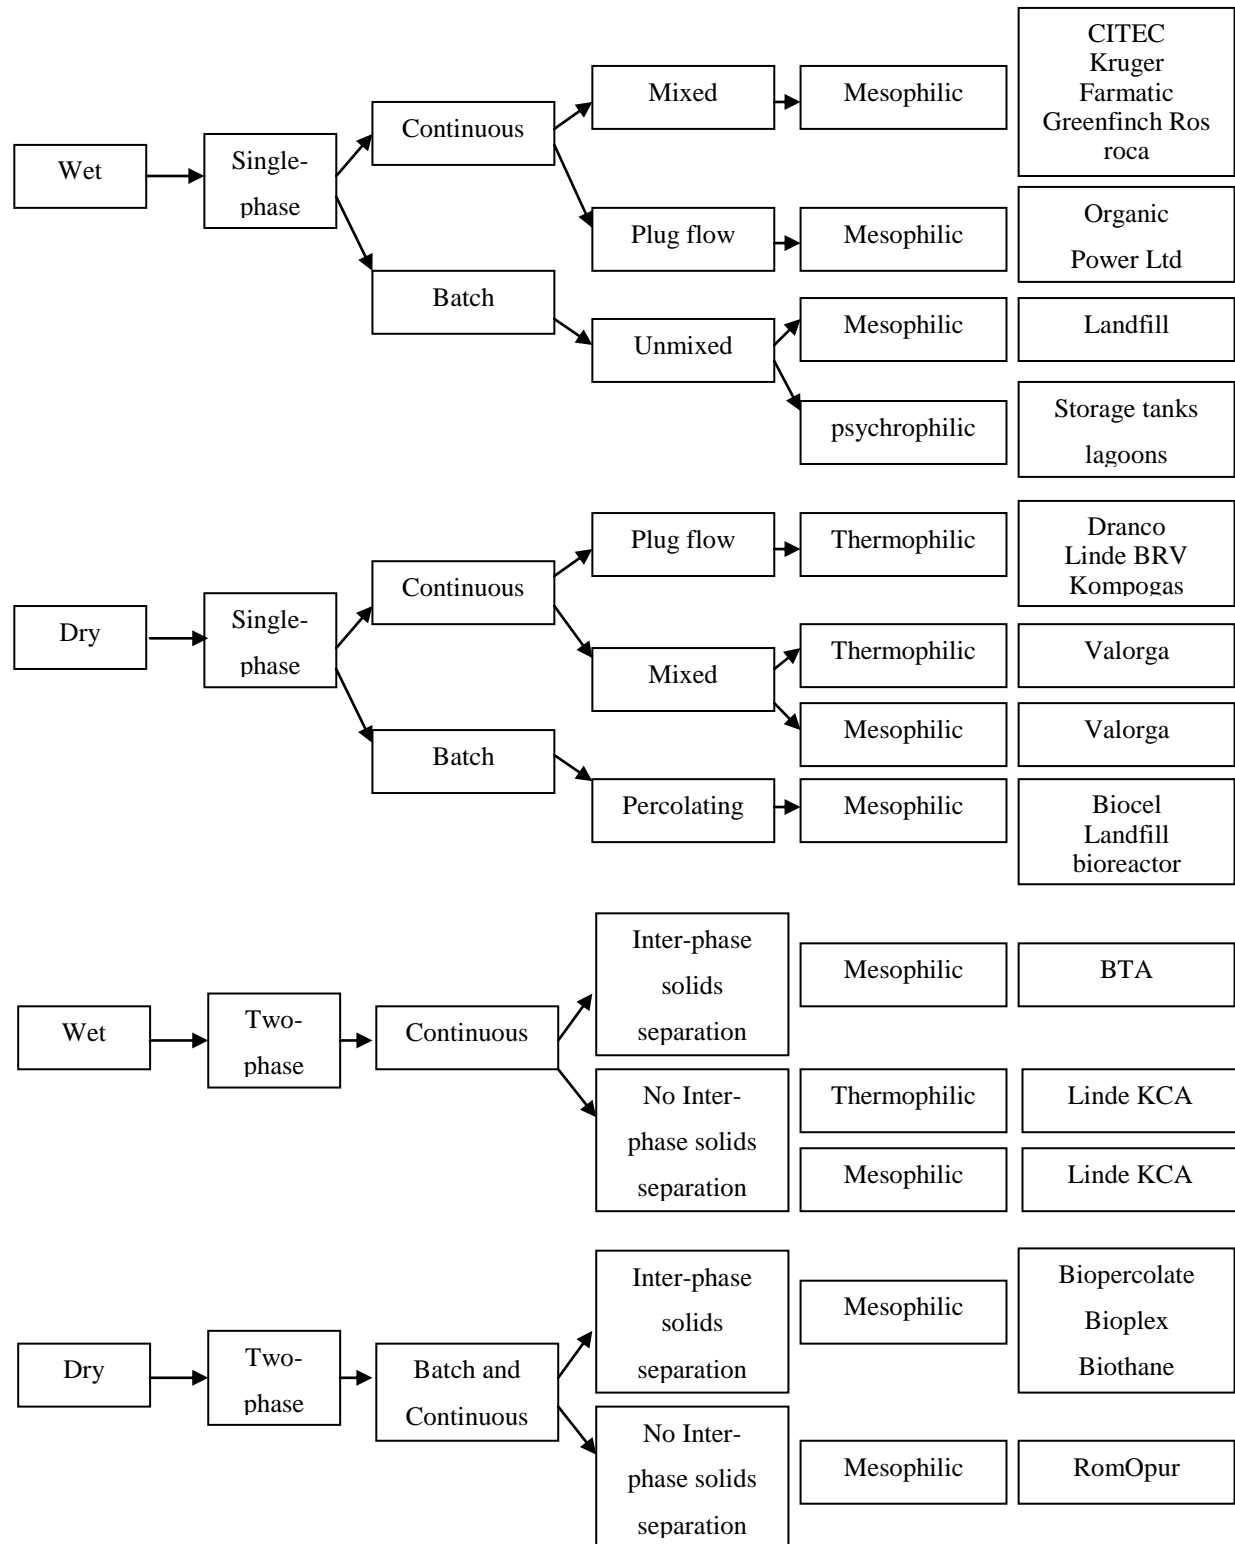 CITEC
Kruger
Farmatic
Greenfinch Ros
roca
Mixed
Mesophilic
Continuous
Wet
Single-
phase
Plug flow
Mesophilic
Organic
Power Ltd
Batch
Unmixed
Mesophilic
Landfill
psychrophilic
Storage tanks
lagoons
Plug flow
Thermophilic
Dranco
Linde BRV
Kompogas
Continuous
Dry
Single-
phase
Mixed
Thermophilic
Valorga
Mesophilic
Valorga
Batch
Percolating
Mesophilic
Biocel
Landfill
bioreactor
Inter-phase
solids
separation
Mesophilic
BTA
Wet
Two-
phase
Continuous
No Inter-
phase solids
separation
Thermophilic
Linde KCA
Mesophilic
Linde KCA
Inter-phase
solids
separation
Mesophilic
Biopercolate
Bioplex
Biothane
Dry
Two-
phase
Batch and
Continuous
No Inter-
phase solids
separation
Mesophilic
RomOpur